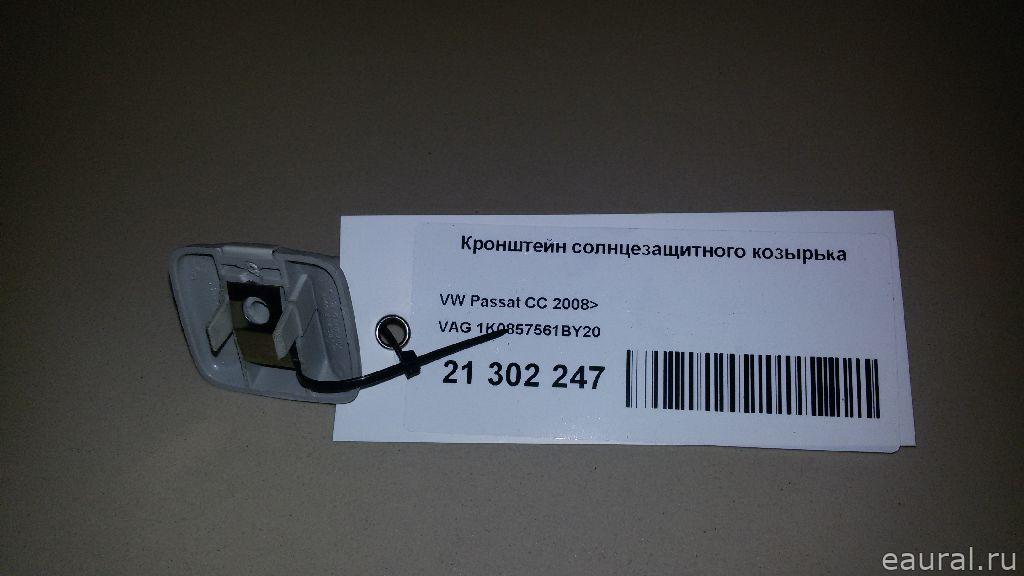 Кронштейн солнцезащитного козырька
VW Passat CC 2008>
VAG 1K0857561BY20
21 302 247
eaural.ru